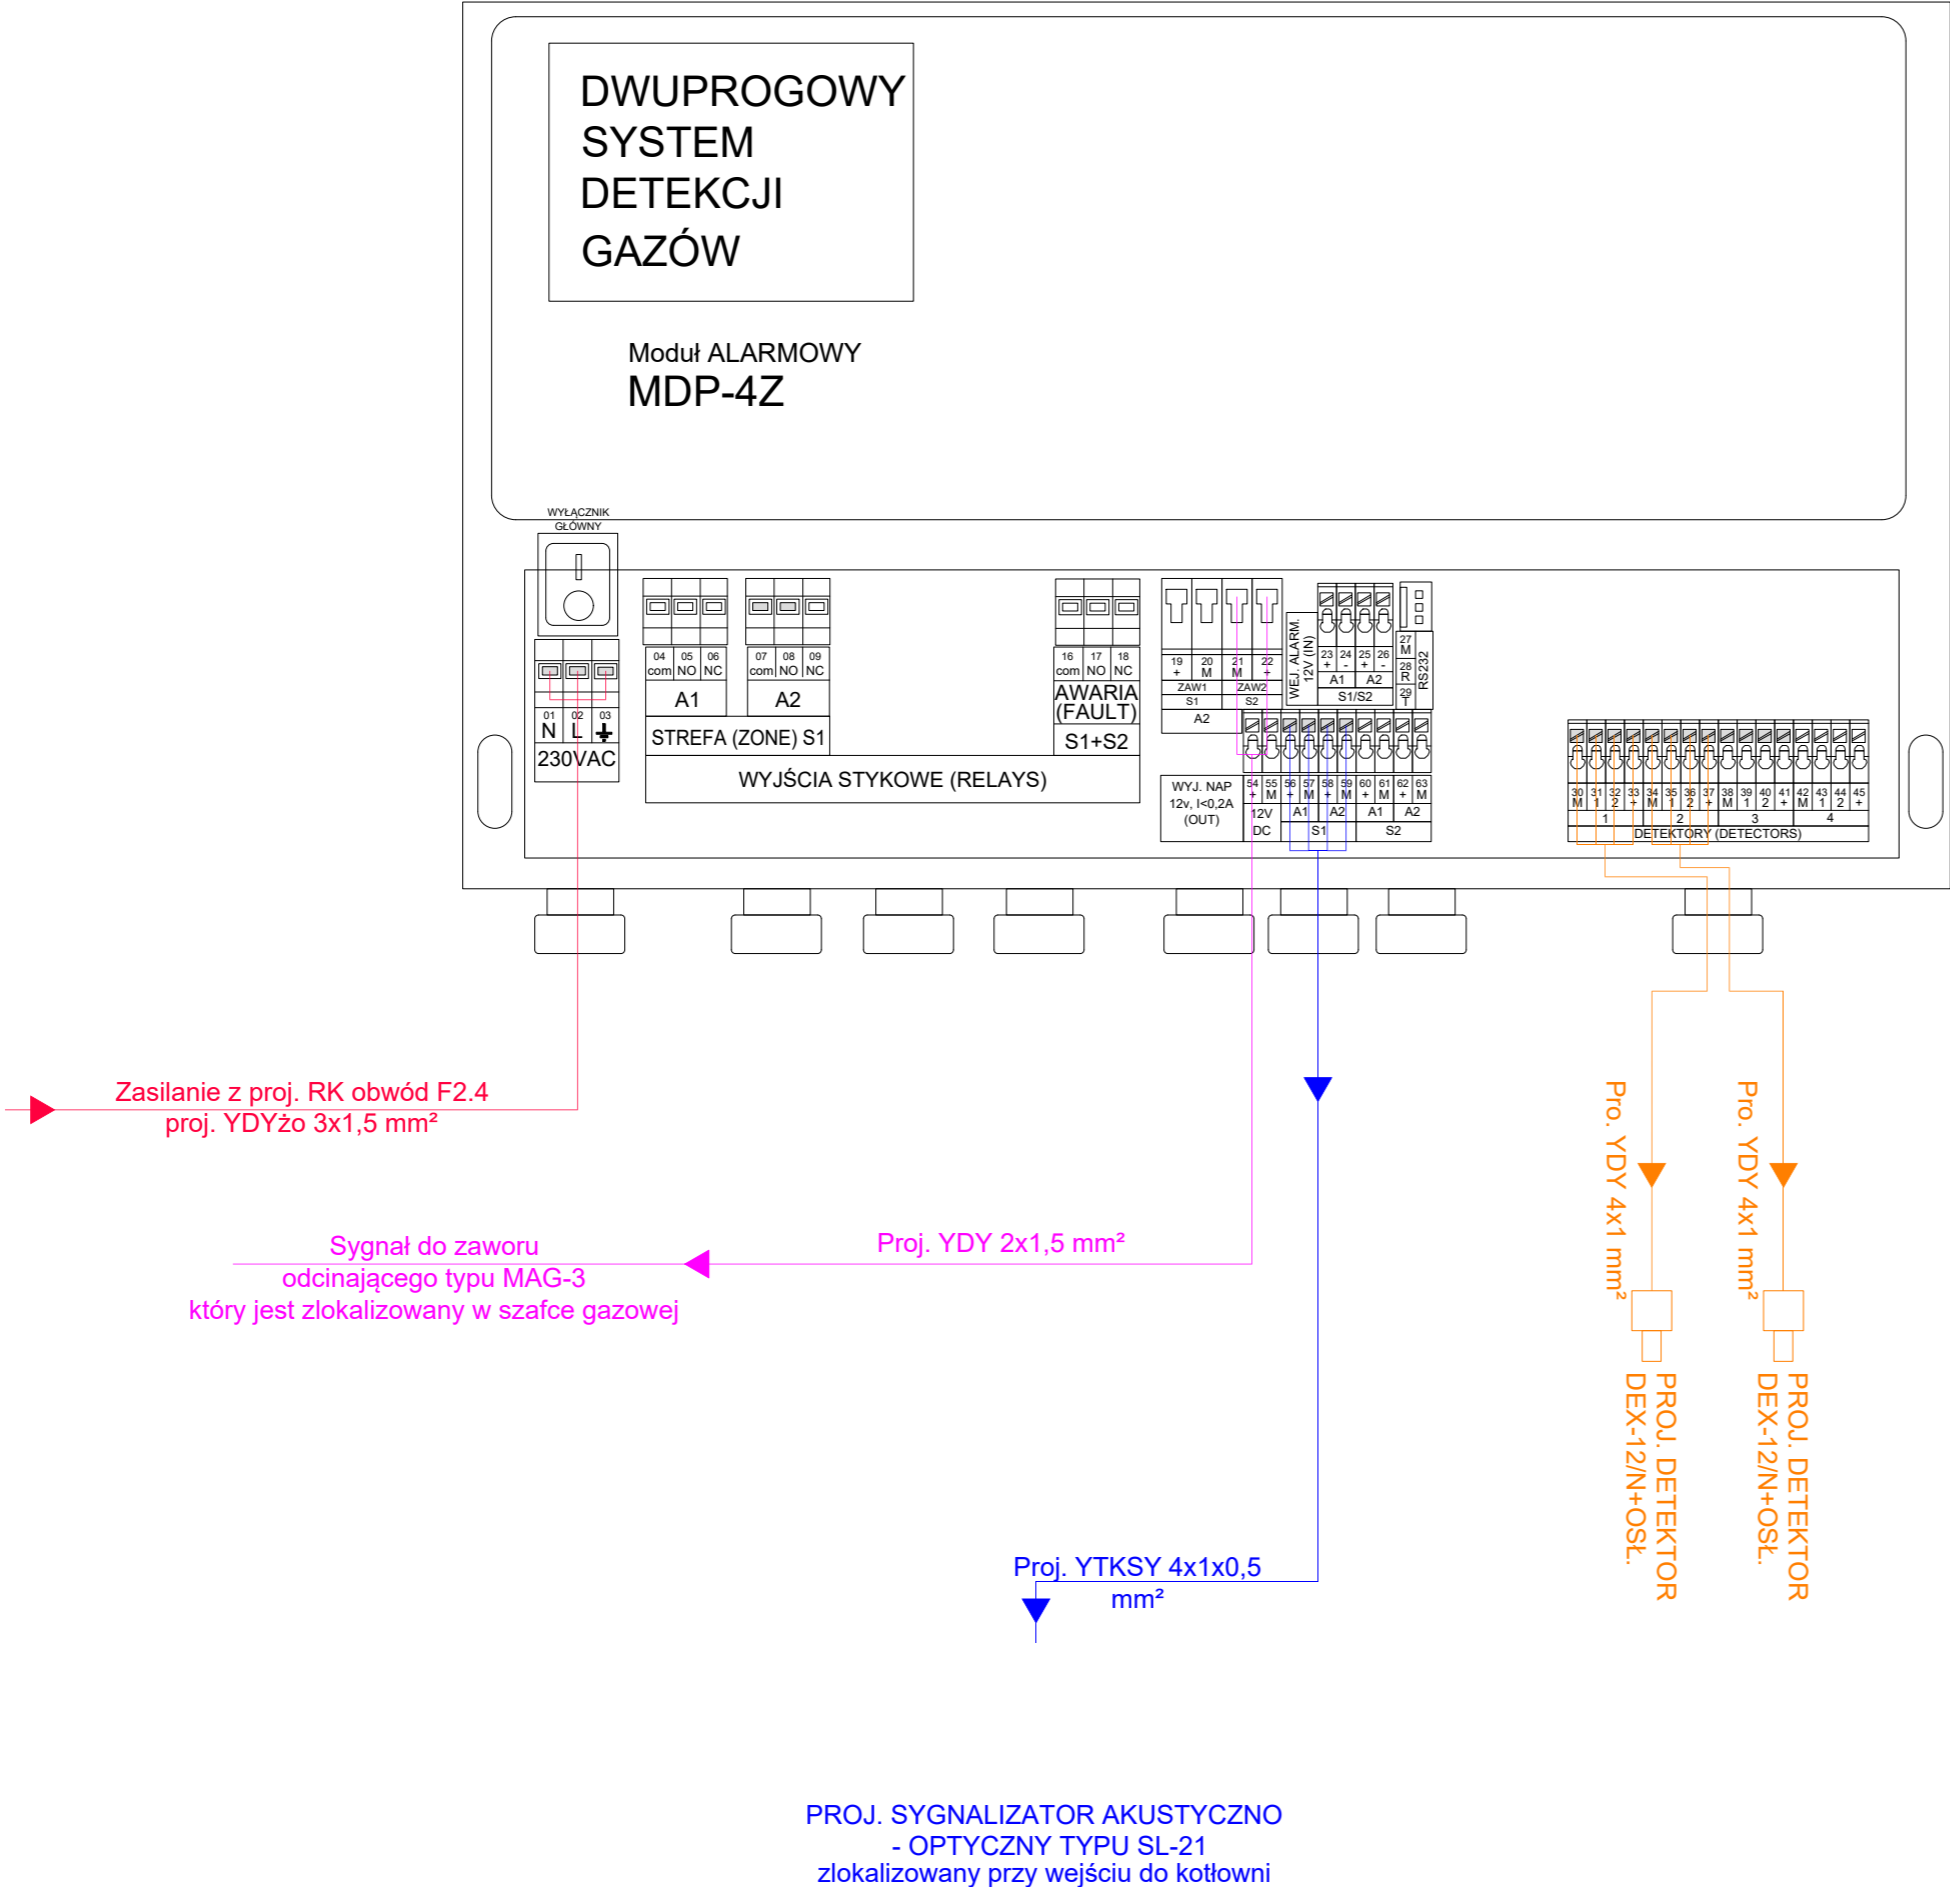 DWUPROGOWY
SYSTEM
DETEKCJI
GAZÓW
Moduł ALARMOWY
MDP-4Z
WYŁĄCZNIK
GŁÓWNY
01 02 03
N L
230VAC
04 05 06
com NO NC
A1
07 08 09
com NO NC
A2
STREFA (ZONE) S1
16 17 18
com NO NC
AWARIA
(FAULT)
S1+S2
WYJŚCIA STYKOWE (RELAYS)
19 20 21 22
+ M M +
ZAW1 ZAW2
S1 S2
A2
WEJ. ALARM.
12V (IN)
23 24 25 26
+ - + -
A1 A2
S1/S2
27
M
28
R
29
T
RS232
WYJ. NAP
12v, I<0,2A
(OUT)
54 55 56 57 58 59 60 61 62 63
+ M + M + M + M + M
12V
DC
A1 A2 A1 A2
S1 S2
30 31 32 33 34 35 36 37 38 39 40 41 42 43 44 45
M 1 2 + M 1 2 + M 1 2 + M 1 2 +
1 2 3 4
DETEKTORY (DETECTORS)
Zasilanie z proj. RK obwód F2.4
proj. YDYżo 3x1,5 mm²
Sygnał do zaworu
odcinającego typu MAG-3
który jest zlokalizowany w szafce gazowej
Proj. YDY 2x1,5 mm²
Pro. YDY 4x1 mm²
Pro. YDY 4x1 mm²
PROJ. DETEKTOR
DEX-12/N+OSŁ.
PROJ. DETEKTOR
DEX-12/N+OSŁ.
Proj. YTKSY 4x1x0,5
mm²
PROJ. SYGNALIZATOR AKUSTYCZNO
- OPTYCZNY TYPU SL-21
zlokalizowany przy wejściu do kotłowni